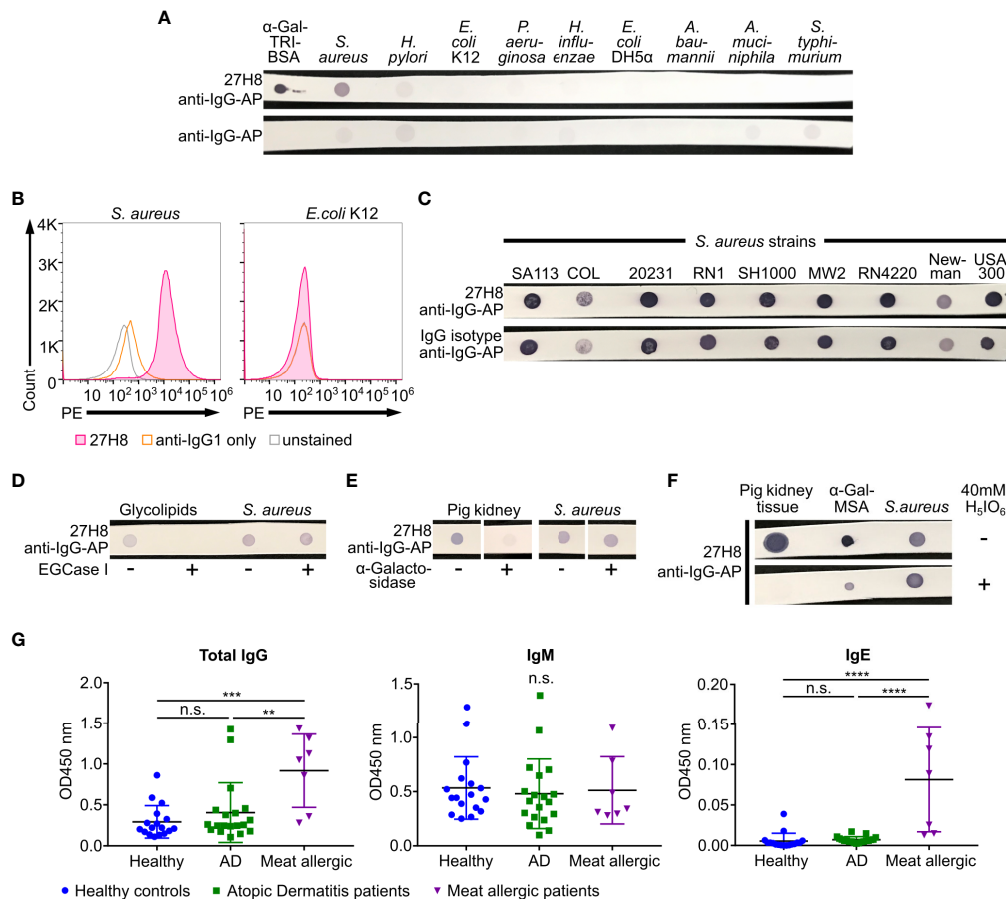 A
α-Gal-
TRI-
BSA
S.
aureus
H.
pylori
E.
coli
K12
P.
aeru-
ginosa
H.
influ-
enzae
E.
coli
DH5α
A.
bau-
mannii
A.
muci-
niphila
S.
typhi-
murium
27H8
anti-IgG-AP
anti-IgG-AP
B
S. aureus
E.coli K12
4K
3K
2K
1K
0
Count
10 10² 10³ 10⁴ 10⁵ 10⁶
10 10² 10³ 10⁴ 10⁵ 10⁶
PE
PE
27H8 anti-IgG1 only unstained
C
S. aureus strains
SA113 COL 20231 RN1 SH1000 MW2 RN4220 New-
man
USA
300
27H8
anti-IgG-AP
IgG isotype
anti-IgG-AP
D
Glycolipids S. aureus
27H8
anti-IgG-AP
EGCase I - + - +
E
Pig kidney S. aureus
27H8
anti-IgG-AP
α-Galacto-
sidase
- + - +
F
Pig kidney
tissue
α-Gal-
MSA
S.aureus
40mM
H₅IO₆
27H8
anti-IgG-AP
-
+
G
Total IgG
2.0
1.5
1.0
0.5
0.0
OD450 nm
***
n.s.
**
Healthy AD Meat allergic
IgM
n.s.
1.5
1.0
0.5
0.0
OD450 nm
Healthy AD Meat allergic
IgE
0.20
0.15
0.10
0.05
0.00
OD450 nm
****
n.s.
****
Healthy AD Meat allergic
Healthy controls Atopic Dermatitis patients Meat allergic patients